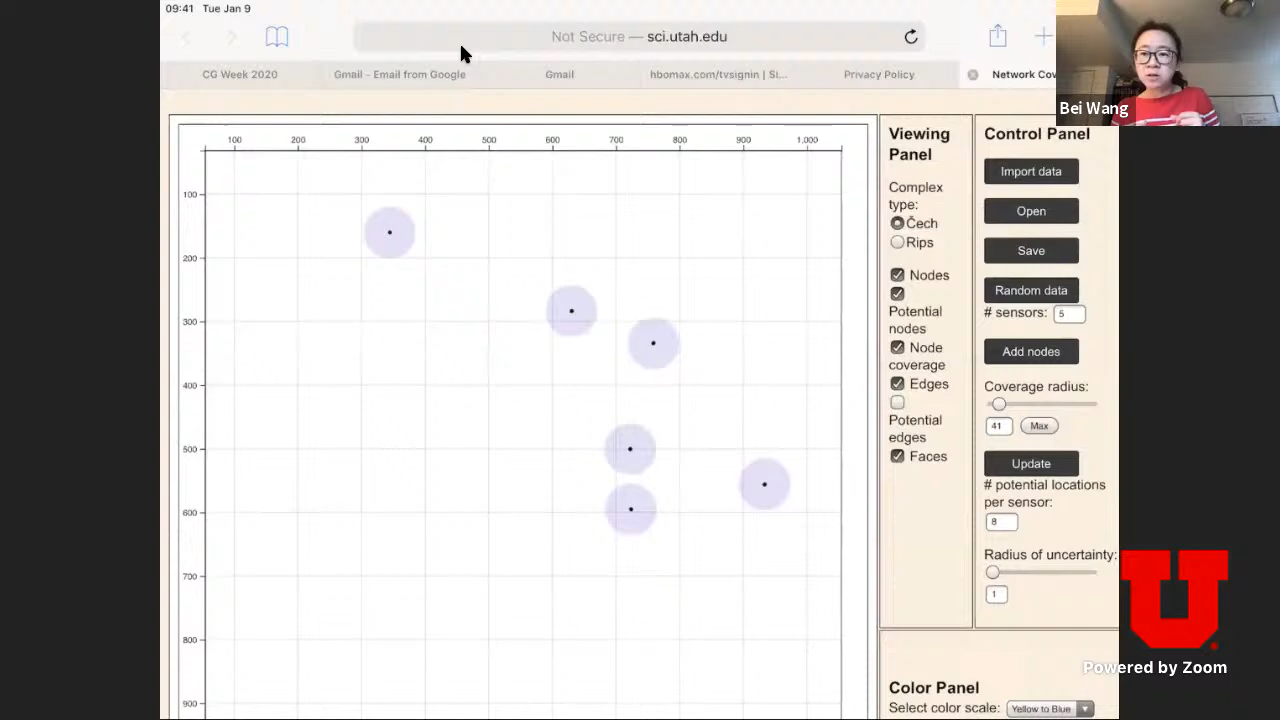 09:41 Tue Jan 9
Not Secure — sci.utah.edu
CG Week 2020
Gmail - Email from Google
Gmail
hbomax.com/tvsignin | Si...
Privacy Policy
Network Cov
Bei Wang
100 200 300 400 500 600 700 800 900 1,000
100
200
300
400
500
600
700
800
900
Viewing
Panel
Complex
type:
Čech
Rips
Nodes
Potential
nodes
Node
coverage
Edges
Potential
edges
Faces
Control Panel
Import data
Open
Save
Random data
# sensors: 5
Add nodes
Coverage radius:
41 Max
Update
# potential locations
per sensor:
8
Radius of uncertainty:
1
Color Panel
Select color scale: Yellow to Blue
U
Powered by Zoom